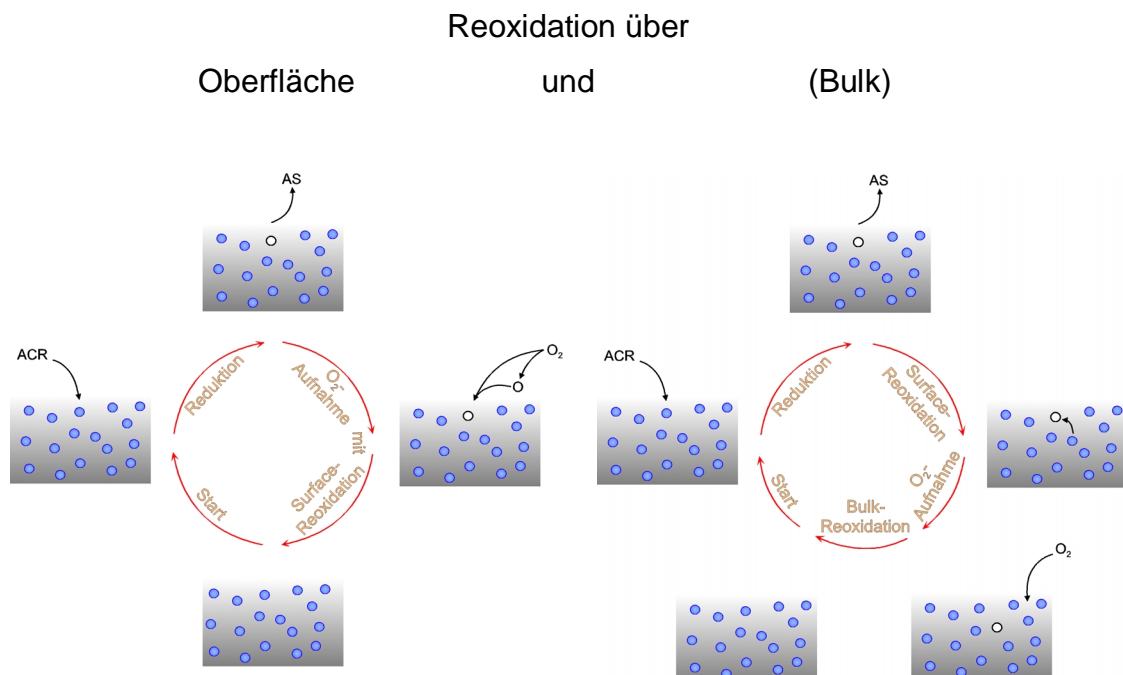 Reoxidation über
Oberfläche und (Bulk)
AS
ACR
Reduktion
O₂-
Aufnahme
mit
Surface-
Reoxidation
Start
O₂
O
AS
ACR
Reduktion
Surface-
Reoxidation
O₂-
Aufnahme
Bulk-
Reoxidation
Start
O₂